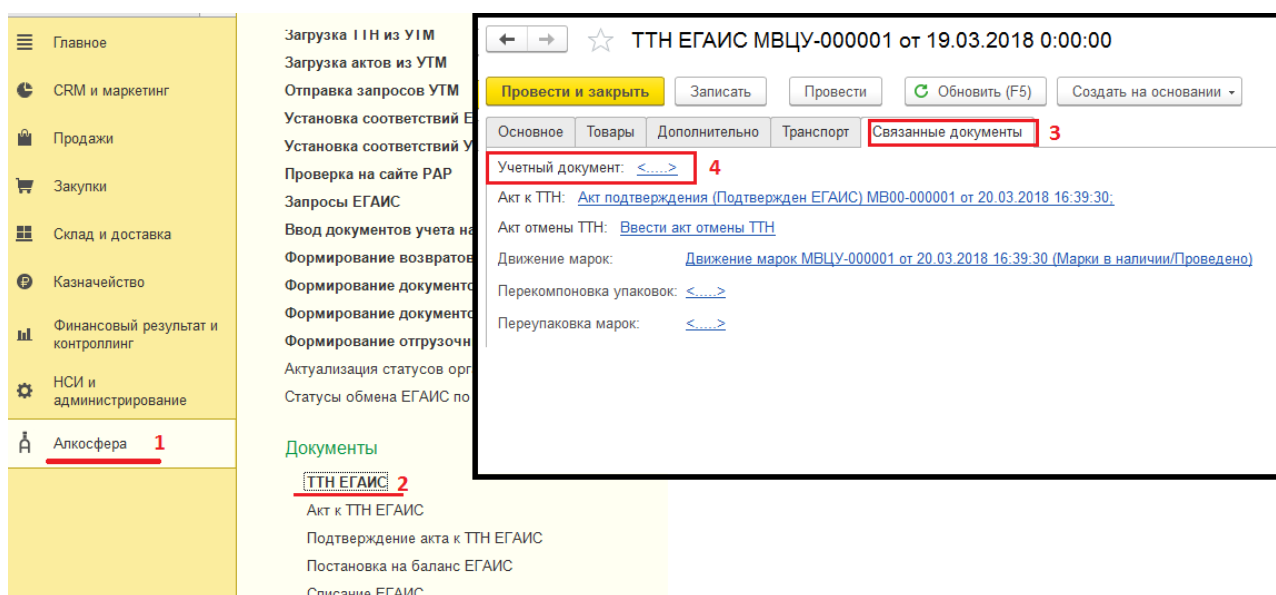 Главное
CRM и маркетинг
Продажи
Закупки
Склад и доставка
Казначейство
Финансовый результат и
контроллинг
НСИ и
администрирование
Алкосфера 1
Загрузка ТТН из УТМ
Загрузка актов из УТМ
Отправка запросов УТМ
Установка соответствий Е
Установка соответствий У
Проверка на сайте РАР
Запросы ЕГАИС
Ввод документов учета на
Формирование возвратов
Формирование документо
Формирование документо
Формирование отгрузочн
Актуализация статусов орг
Статусы обмена ЕГАИС по
Документы
ТТН ЕГАИС 2
Акт к ТТН ЕГАИС
Подтверждение акта к ТТН ЕГАИС
Постановка на баланс ЕГАИС
Списание ЕГАИС
ТТН ЕГАИС МВЦУ-000001 от 19.03.2018 0:00:00
Провести и закрыть Записать Провести Обновить (F5) Создать на основании
Основное Товары Дополнительно Транспорт Связанные документы 3
Учетный документ: <.....> 4
Акт к ТТН: Акт подтверждения (Подтвержден ЕГАИС) МВ00-000001 от 20.03.2018 16:39:30;
Акт отмены ТТН: Ввести акт отмены ТТН
Движение марок: Движение марок МВЦУ-000001 от 20.03.2018 16:39:30 (Марки в наличии/Проведено)
Перекомпоновка упаковок: <.....>
Переупаковка марок: <.....>